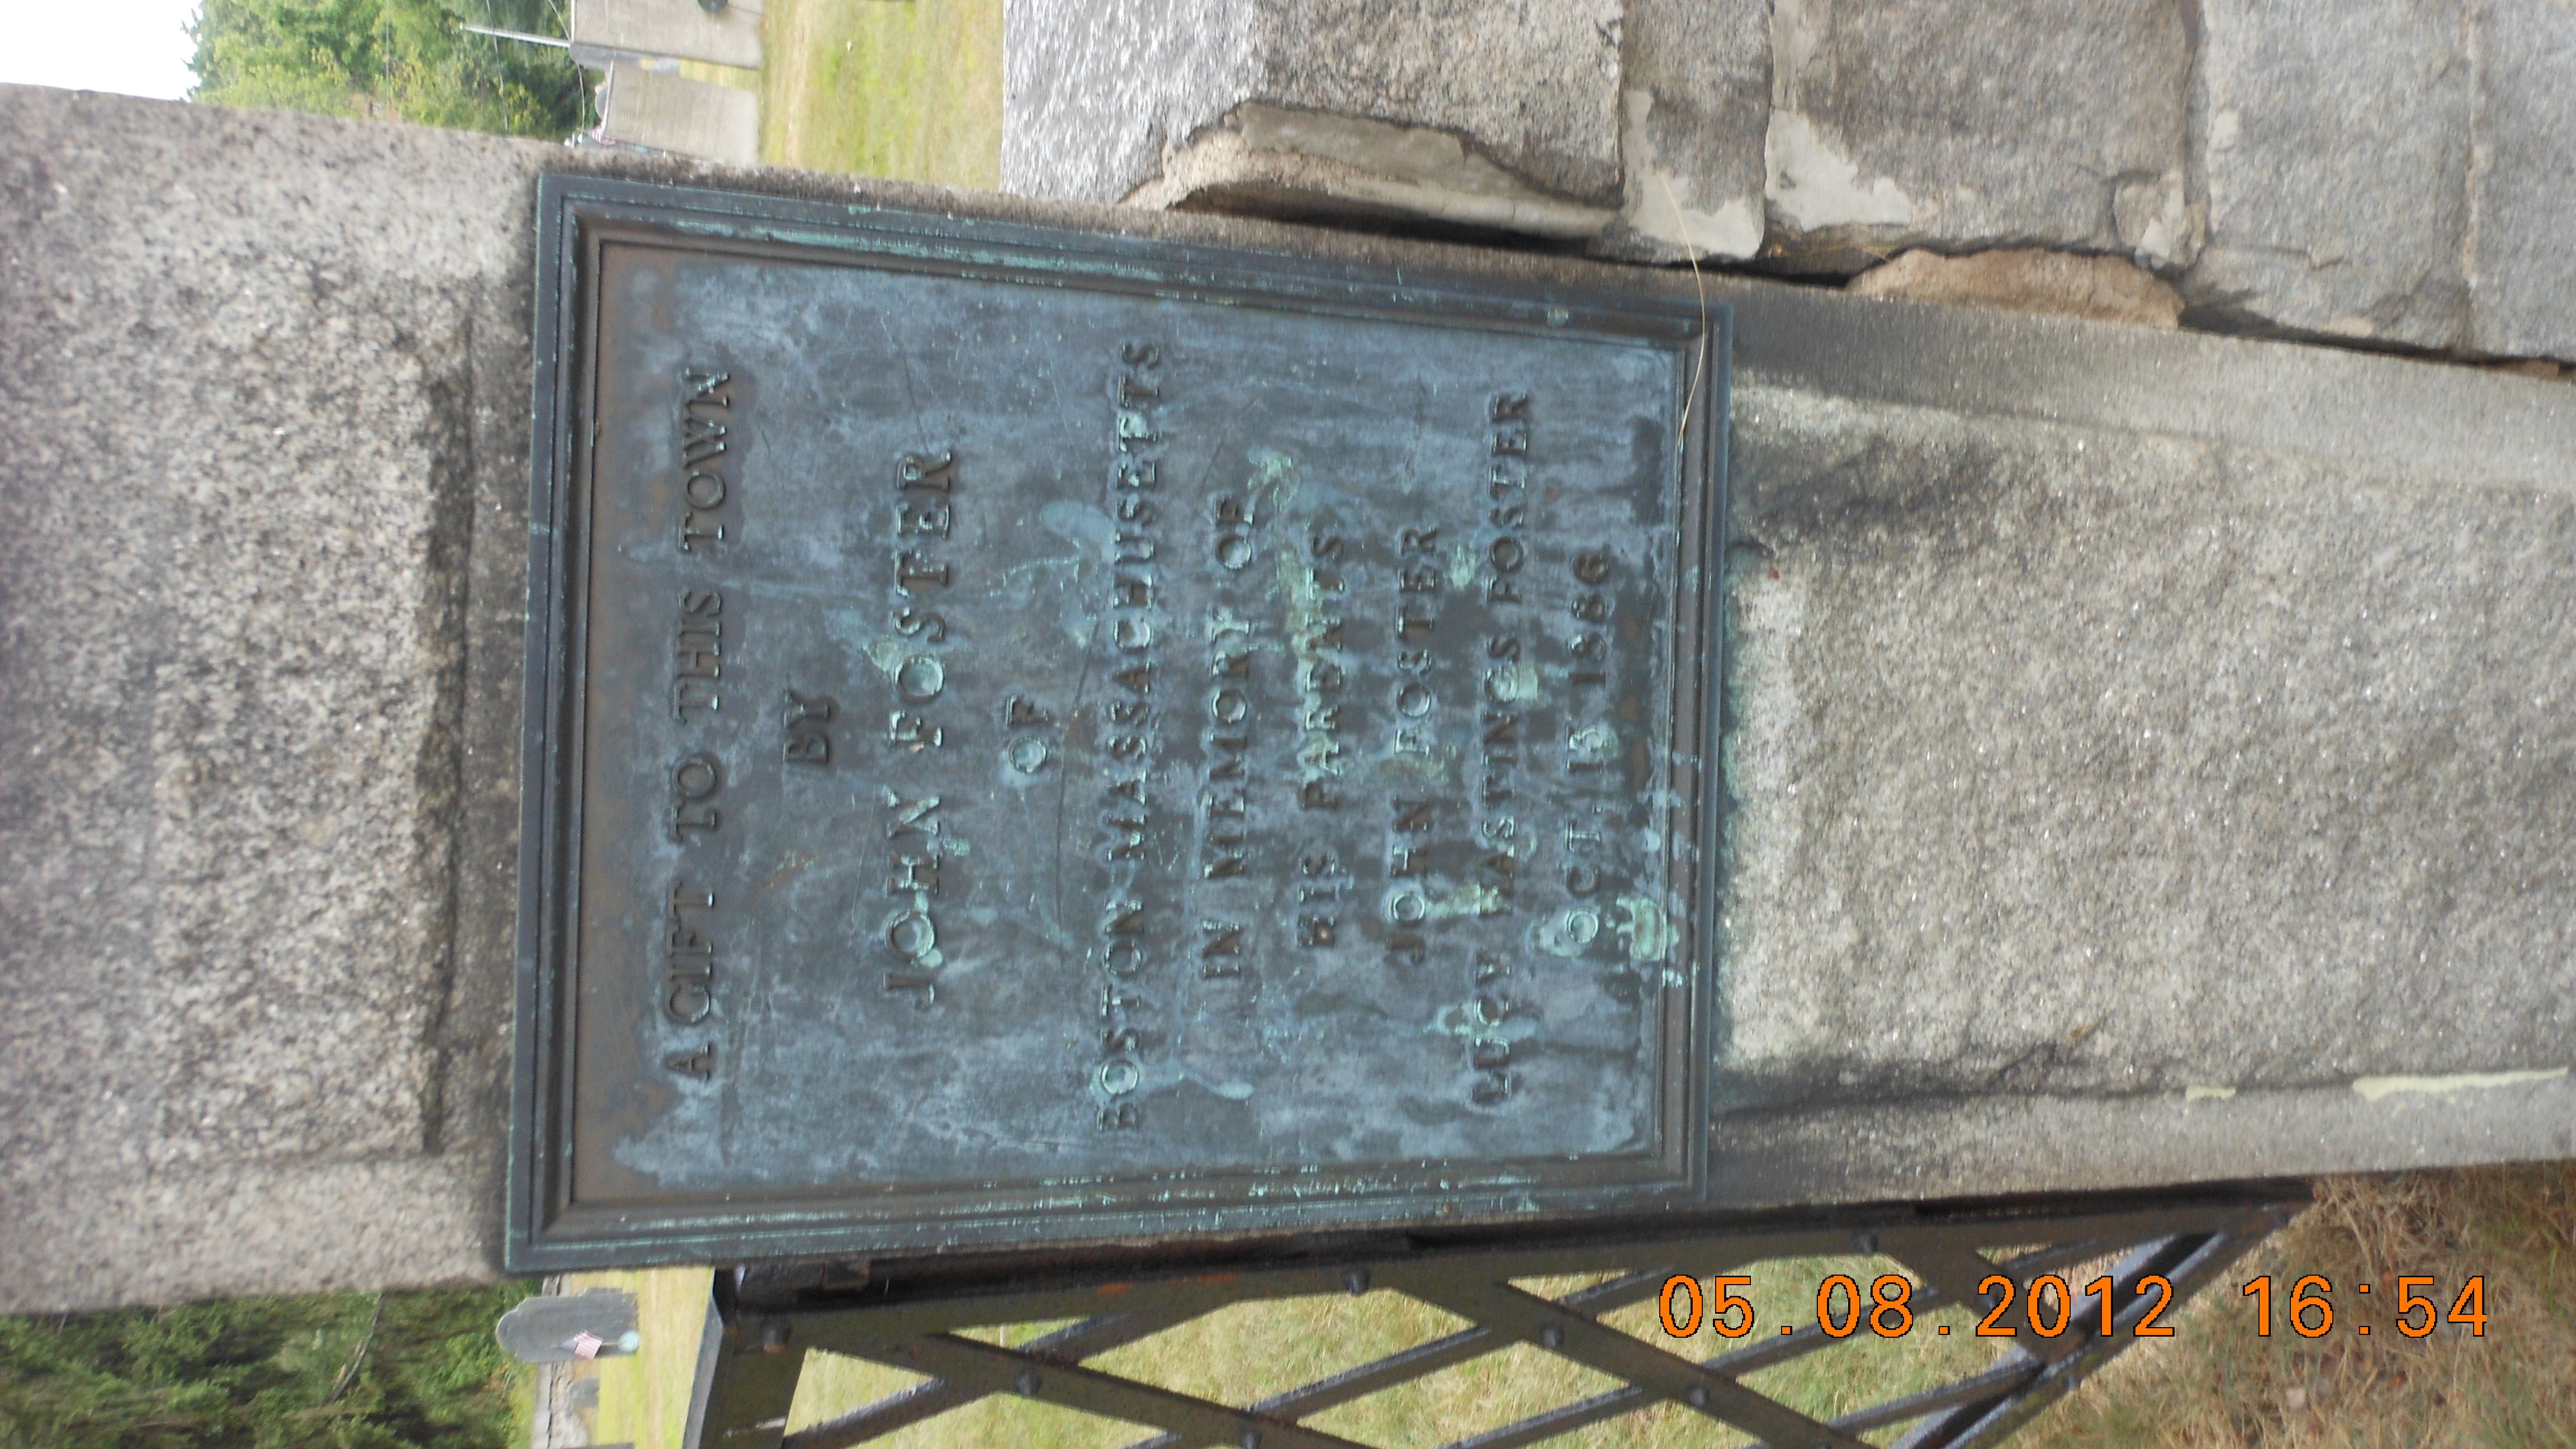 A GIFT TO THIS TOWN
BY
JOHN FOSTER
OF
BOSTON MASSACHUSETTS
IN MEMORY OF
HIS PARENTS
JOHN FOSTER
LUCY HASTINGS FOSTER
OCT. 1886
05.08.2012 16:54